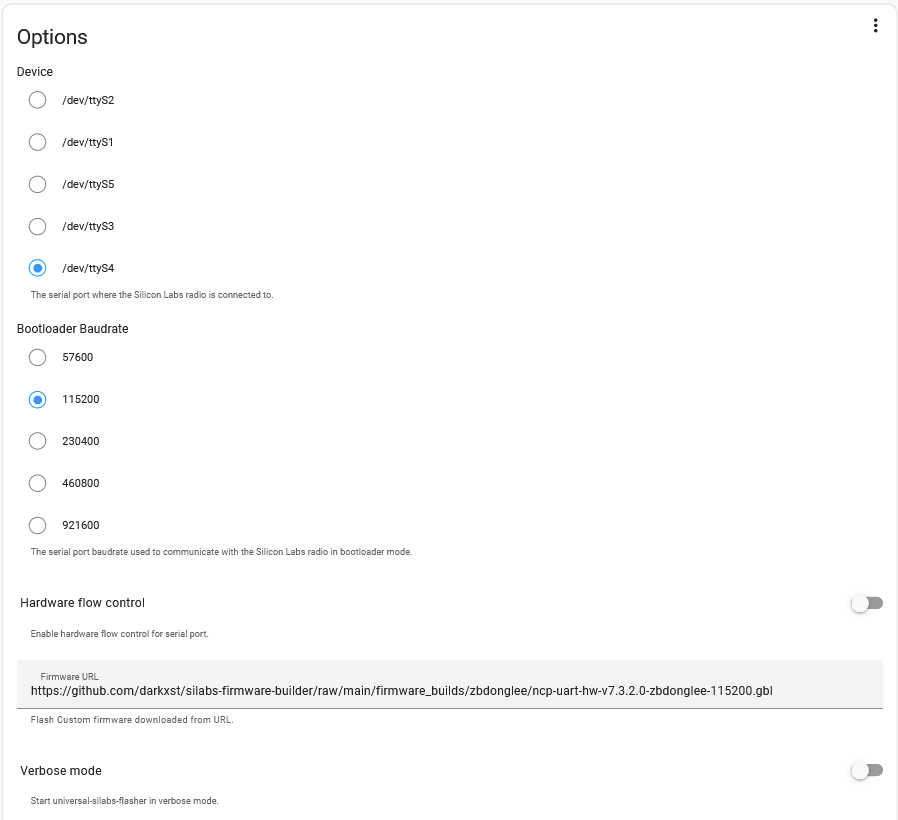 Options
Device
/dev/ttyS2
/dev/ttyS1
/dev/ttyS5
/dev/ttyS3
/dev/ttyS4
The serial port where the Silicon Labs radio is connected to.
Bootloader Baudrate
57600
115200
230400
460800
921600
The serial port baudrate used to communicate with the Silicon Labs radio in bootloader mode.
Hardware flow control
Enable hardware flow control for serial port.
Firmware URL
https://github.com/darkxst/silabs-firmware-builder/raw/main/firmware_builds/zbdonglee/ncp-uart-hw-v7.3.2.0-zbdonglee-115200.gbl
Flash Custom firmware downloaded from URL.
Verbose mode
Start universal-silabs-flasher in verbose mode.